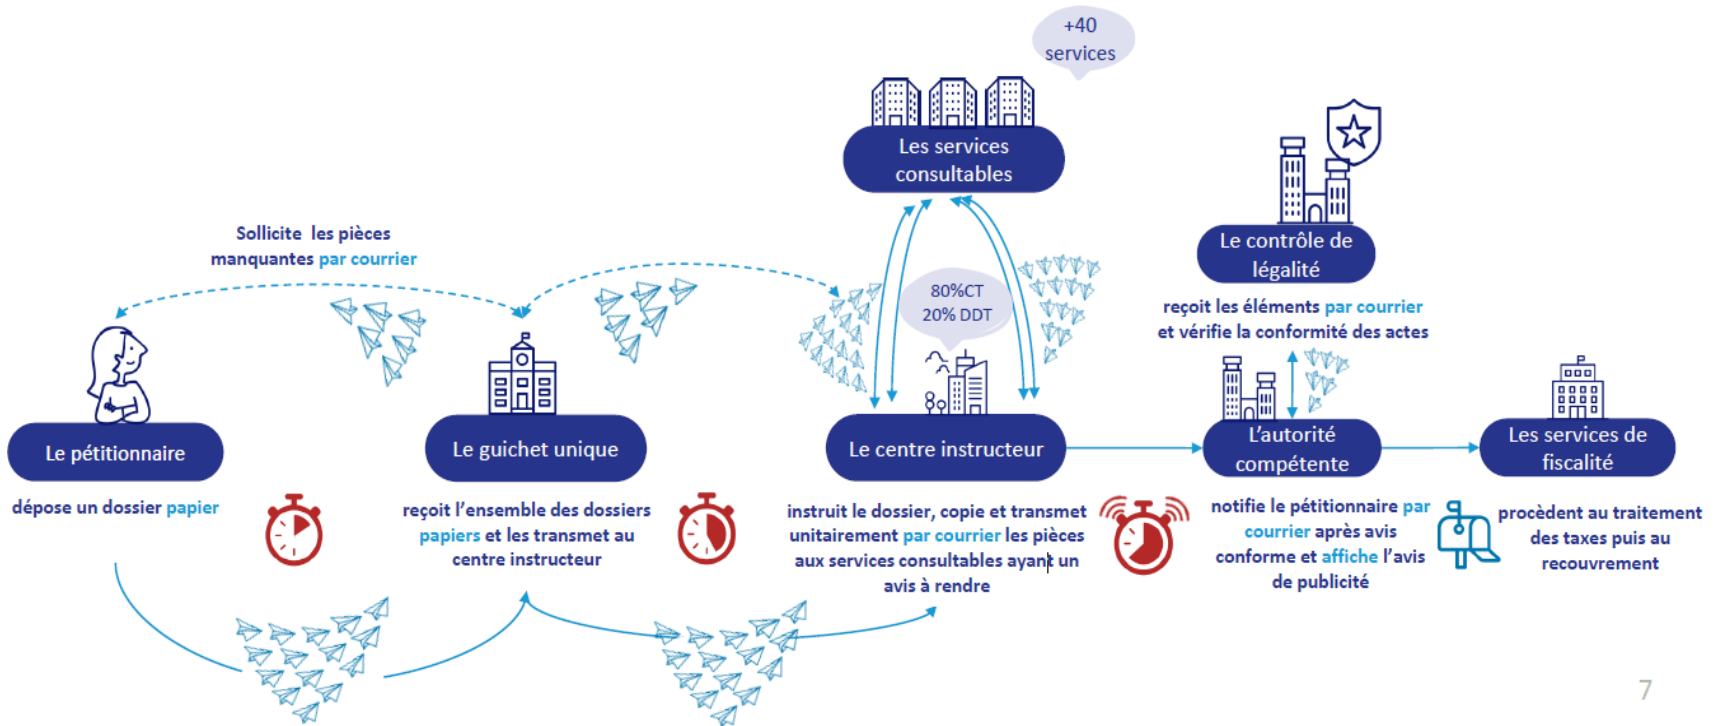 +40
services
Les services
consultables
Le contrôle de
légalité
reçoit les éléments par courrier
et vérifie la conformité des actes
Sollicite les pièces
manquantes par courrier
80%CT
20% DDT
Le pétitionnaire
dépose un dossier papier
Le guichet unique
reçoit l’ensemble des dossiers
papiers et les transmet au
centre instructeur
Le centre instructeur
instruit le dossier, copie et transmet
unitairement par courrier les pièces
aux services consultables ayant un
avis à rendre
L’autorité
compétente
notifie le pétitionnaire par
courrier après avis
conforme et affiche l’avis
de publicité
Les services de
fiscalité
procèdent au traitement
des taxes puis au
recouvrement
7